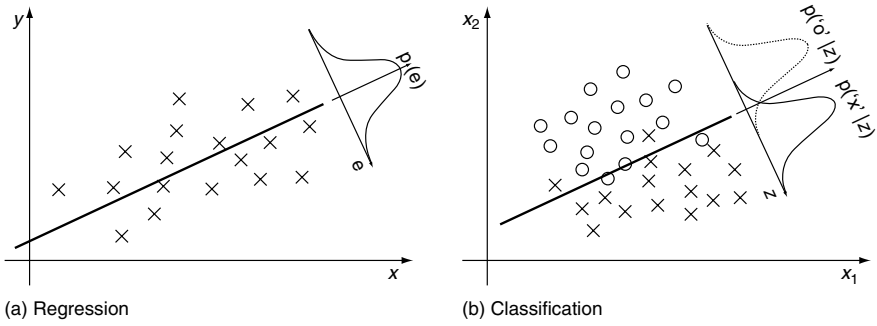 y
p(e)
e
x
(a) Regression
x2
p('o' |z)
p('x' |z)
z
x1
(b) Classification